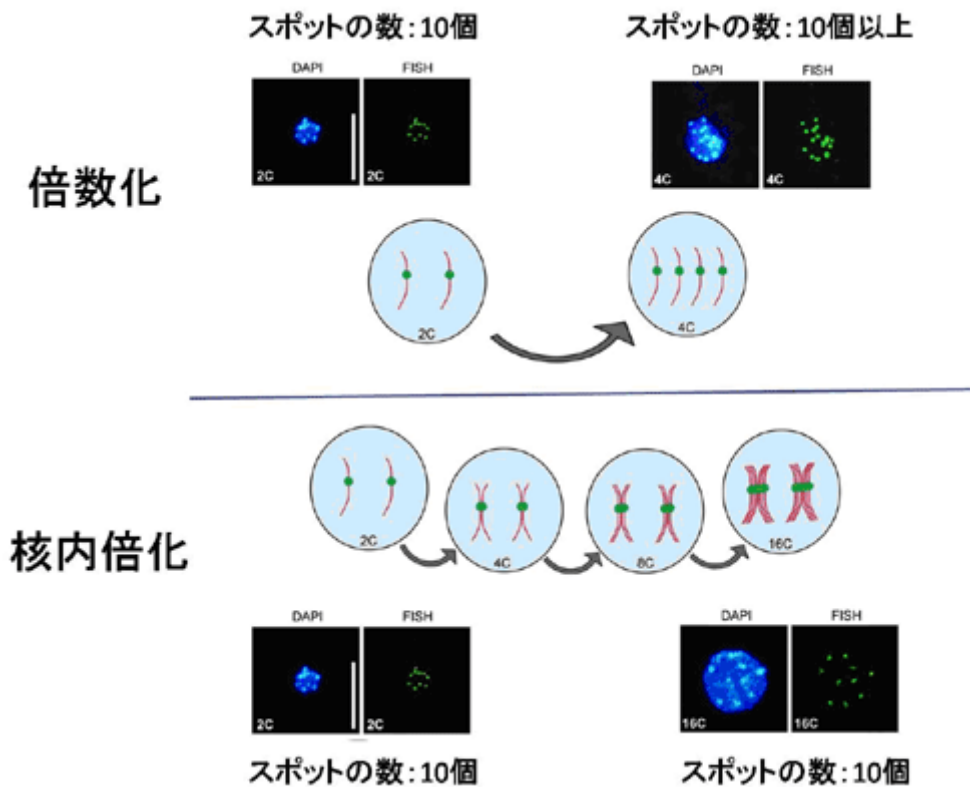 スポットの数:10個
スポットの数:10個以上
DAPI FISH
DAPI FISH
2C 2C
4C 4C
倍数化
2C
4C
核内倍化
2C
4C
8C
16C
DAPI FISH
DAPI FISH
2C 2C
16C 16C
スポットの数:10個
スポットの数:10個